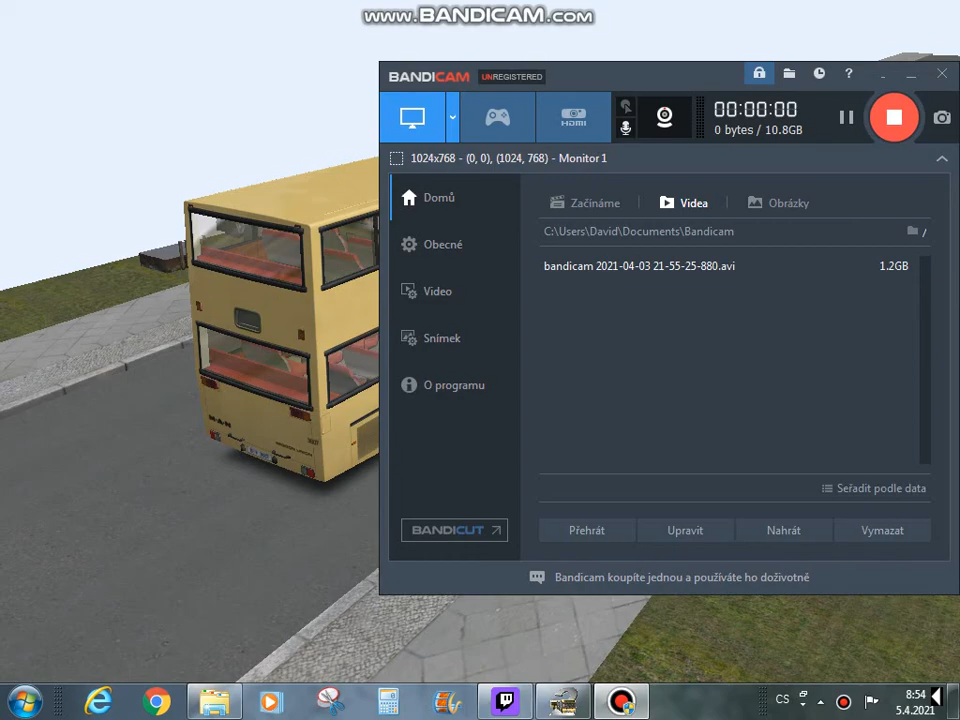 www.BANDICAM.com
BANDICAM UNREGISTERED
HDMI
00:00:00
0 bytes / 10.8GB
1024x768 - (0, 0), (1024, 768) - Monitor1
Domů
Obecné
Video
Snímek
O programu
BANDICUT
Začínáme
Videa
Obrázky
C:\Users\David\Documents\Bandicam
/
bandicam 2021-04-03 21-55-25-880.avi 1.2GB
Seřadit podle data
Přehrát Upravit Nahrát Vymazat
Bandicam koupíte jednou a používáte ho doživotně
MAN
CS
8:54
5.4.2021